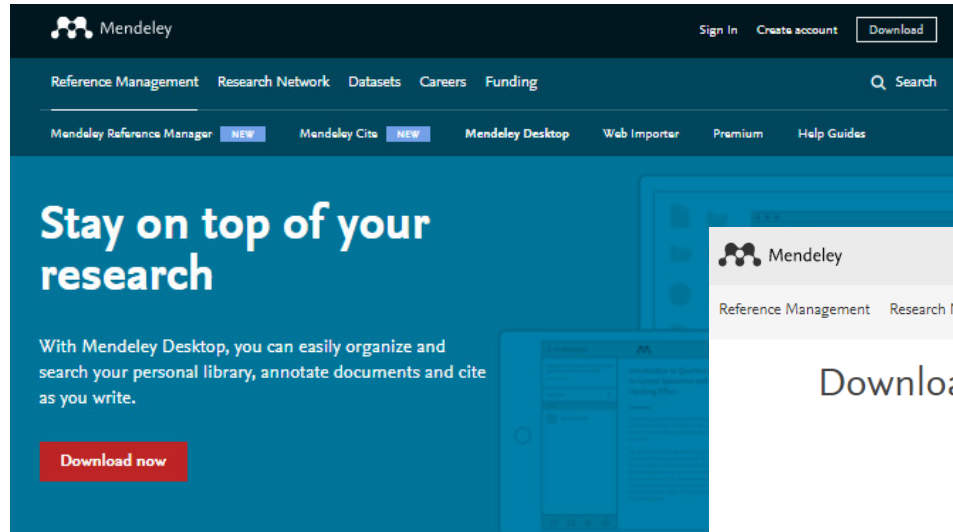 Mendeley
Sign In Create account Download
Reference Management Research Network Datasets Careers Funding
Search
Mendeley Reference Manager NEW Mendeley Cite NEW Mendeley Desktop Web Importer Premium Help Guides
Stay on top of your
research
With Mendeley Desktop, you can easily organize and
search your personal library, annotate documents and cite
as you write.
Download now
Mendeley
Reference Management Research
Downloa